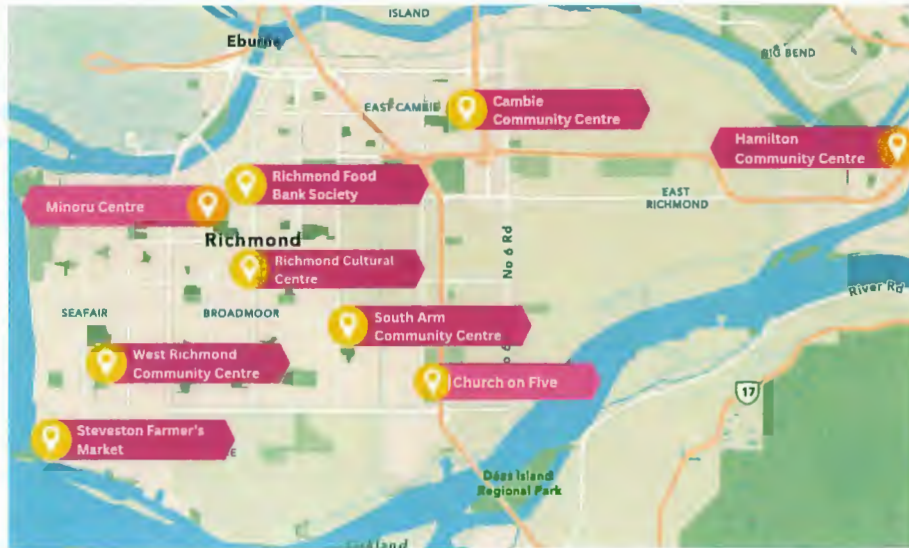 ISLAND
Eburne
BIG BEND
EAST CAMBIE
Cambie
Community Centre
Hamilton
Community Centre
Richmond Food
Bank Society
Minoru Centre
EAST
RICHMOND
Richmond
No 6 Rd
Richmond Cultural
Centre
River Rd
SEAFAIR
BROADMOOR
South Arm
Community Centre
West Richmond
Community Centre
Church on Five
17
Steveston Farmer's
Market
Deas Island
Regional Park